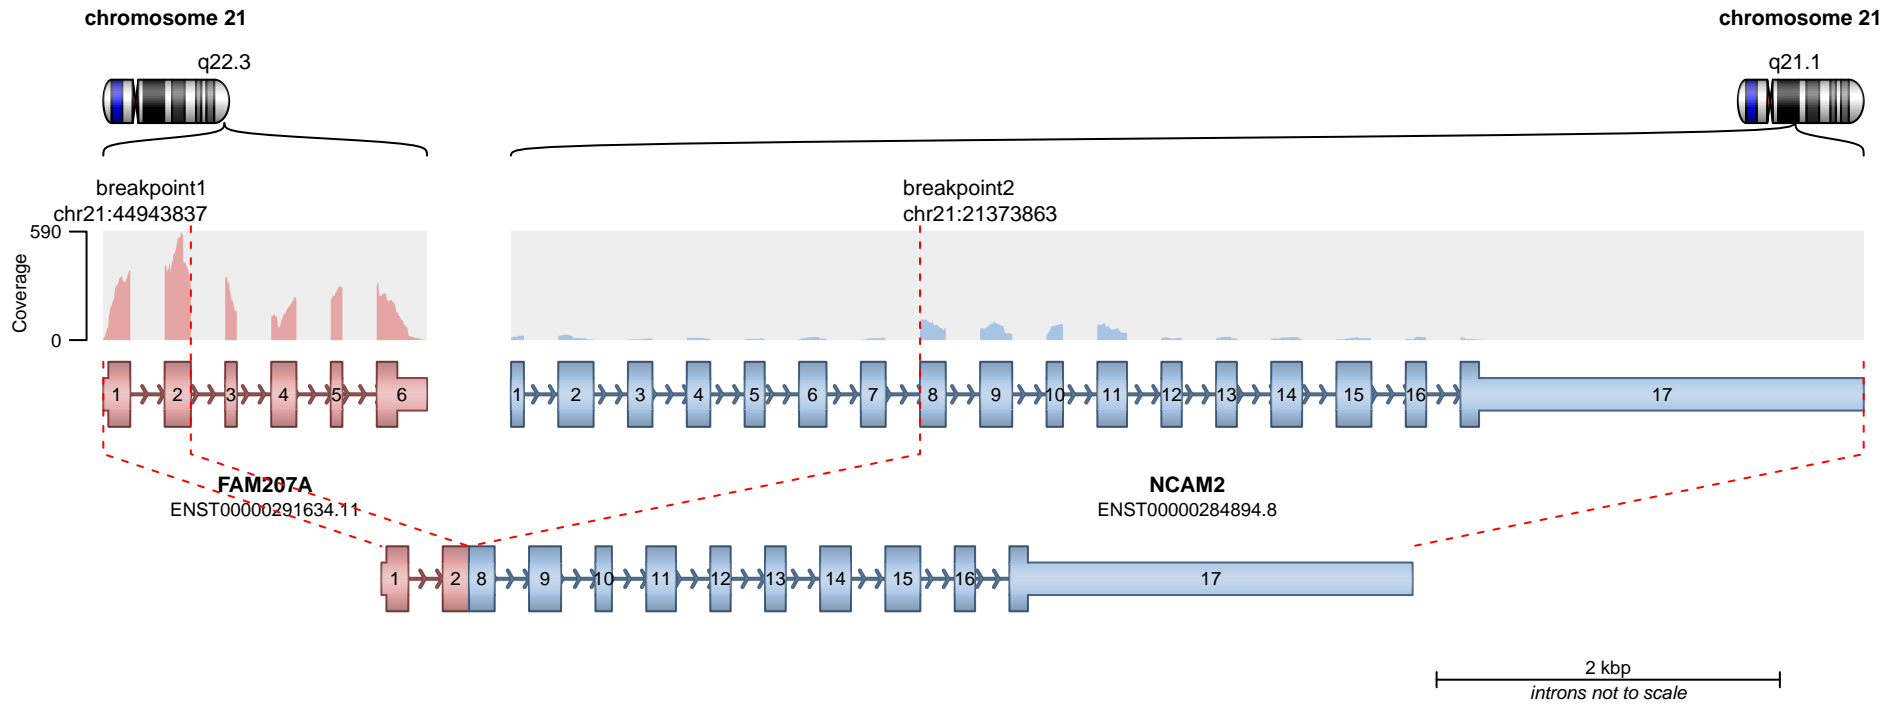 chromosome 21
chromosome 21
q22.3
q21.1
breakpoint1
chr21:44943837
breakpoint2
chr21:21373863
590
Coverage
0
1 2 3 4 5 6
1 2 3 4 5 6 7 8 9 10 11 12 13 14 15 16 17
FAM207A
ENST00000291634.11
NCAM2
ENST00000284894.8
1 2 8 9 10 11 12 13 14 15 16 17
2 kbp
introns not to scale